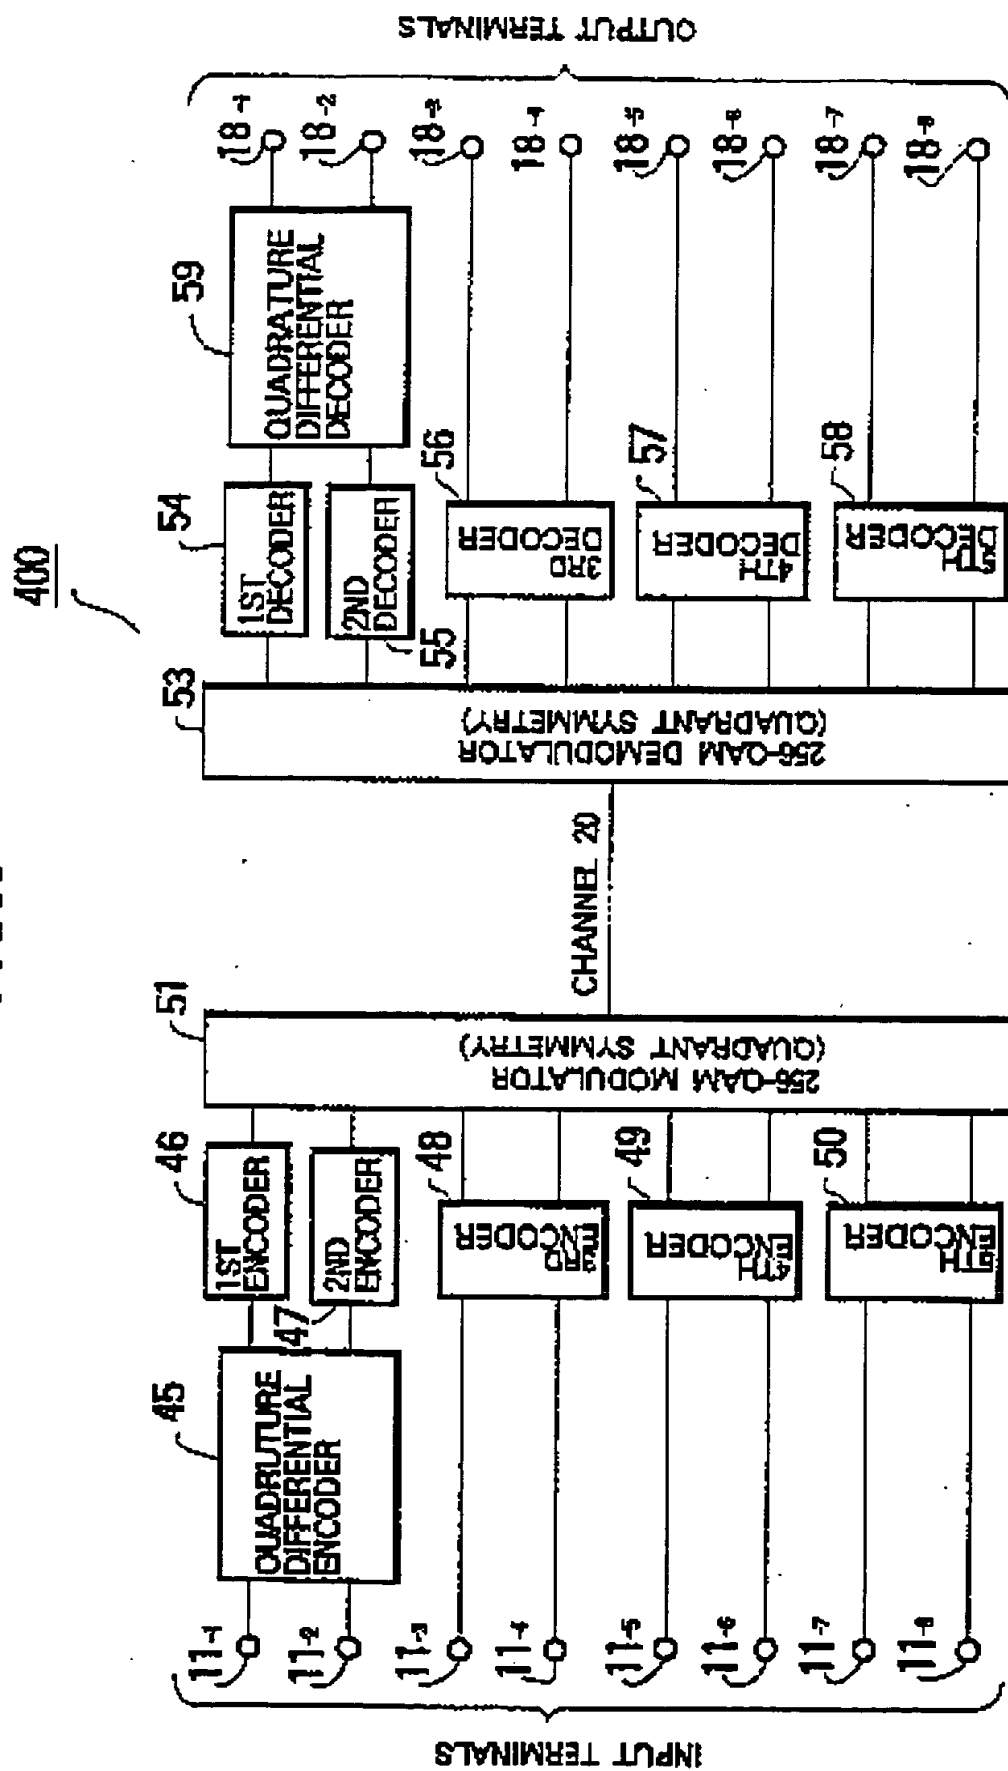 400
INPUT TERMINALS
11-1
11-2
11-3
11-4
11-5
11-6
11-7
11-8
45
QUADRUTURE
DIFFERENTIAL
ENCODER
46
1ST
ENCODER
47
2ND
ENCODER
48
3RD
ENCODER
49
4TH
ENCODER
50
5TH
ENCODER
51
256-QAM MODULATOR
(QUADRANT SYMMETRY)
CHANNEL 20
53
256-QAM DEMODULATOR
(QUADRANT SYMMETRY)
54
1ST
DECODER
55
2ND
DECODER
56
3RD
DECODER
57
4TH
DECODER
58
5TH
DECODER
59
QUADRATURE
DIFFERENTIAL
DECODER
18-1
18-2
18-3
18-4
18-5
18-6
18-7
18-8
OUTPUT TERMINALS